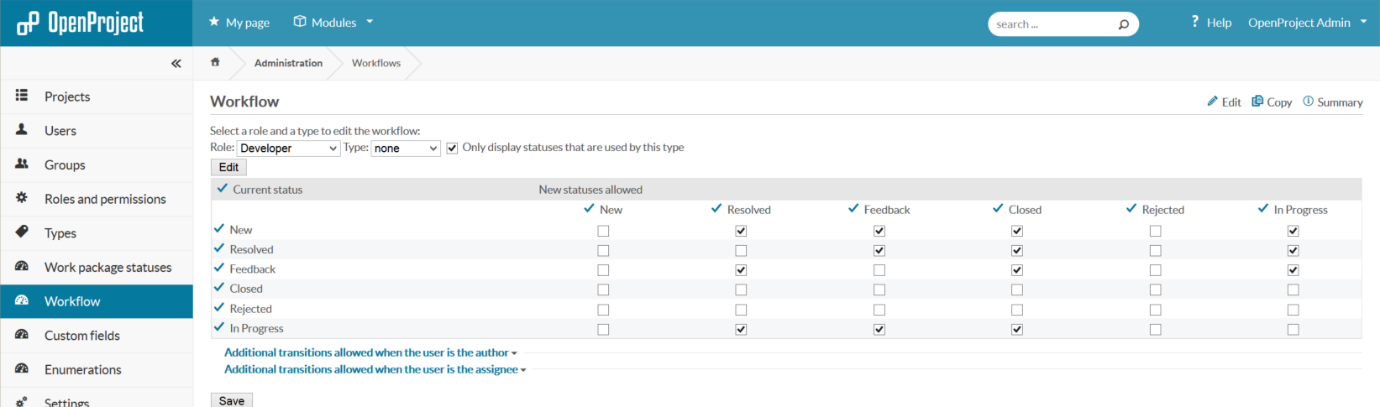 OpenProject My page Modules search ... ? Help OpenProject Admin
Administration Workflows
Projects
Users
Groups
Roles and permissions
Types
Work package statuses
Workflow
Custom fields
Enumerations
Settings
Workflow Edit Copy Summary
Select a role and a type to edit the workflow:
Role: Developer Type: none Only display statuses that are used by this type
Edit
Current status New statuses allowed
New Resolved Feedback Closed Rejected In Progress
New
Resolved
Feedback
Closed
Rejected
In Progress
Additional transitions allowed when the user is the author
Additional transitions allowed when the user is the assignee
Save